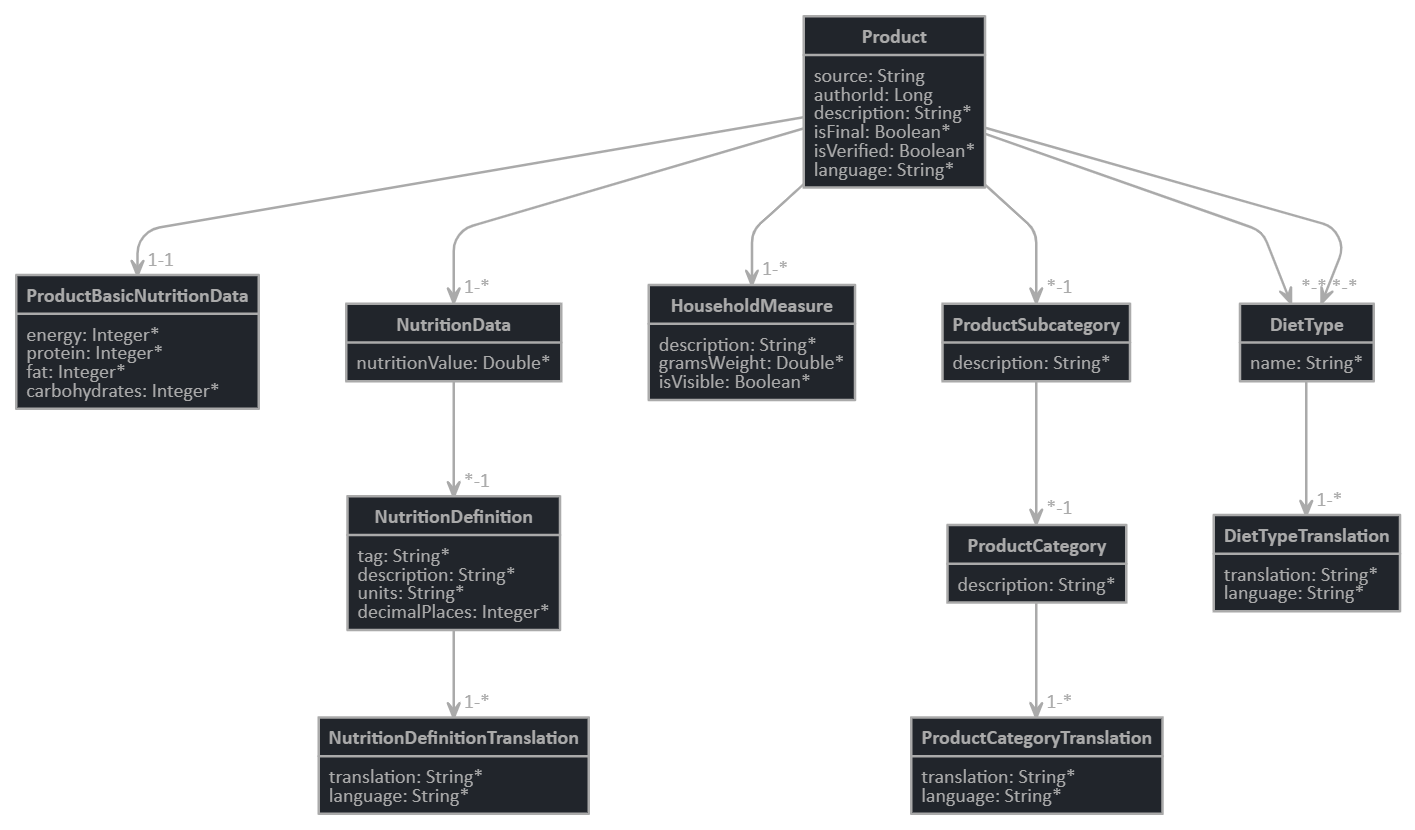 Product
source: String
authorId: Long
description: String*
isFinal: Boolean*
isVerified: Boolean*
language: String*
1-1
ProductBasicNutritionData
energy: Integer*
protein: Integer*
fat: Integer*
carbohydrates: Integer*
1-*
NutritionData
nutritionValue: Double*
1-*
HouseholdMeasure
description: String*
gramsWeight: Double*
isVisible: Boolean*
*-1
ProductSubcategory
description: String*
*-*
*-*
DietType
name: String*
*-1
NutritionDefinition
tag: String*
description: String*
units: String*
decimalPlaces: Integer*
*-1
ProductCategory
description: String*
1-*
DietTypeTranslation
translation: String*
language: String*
1-*
NutritionDefinitionTranslation
translation: String*
language: String*
1-*
ProductCategoryTranslation
translation: String*
language: String*